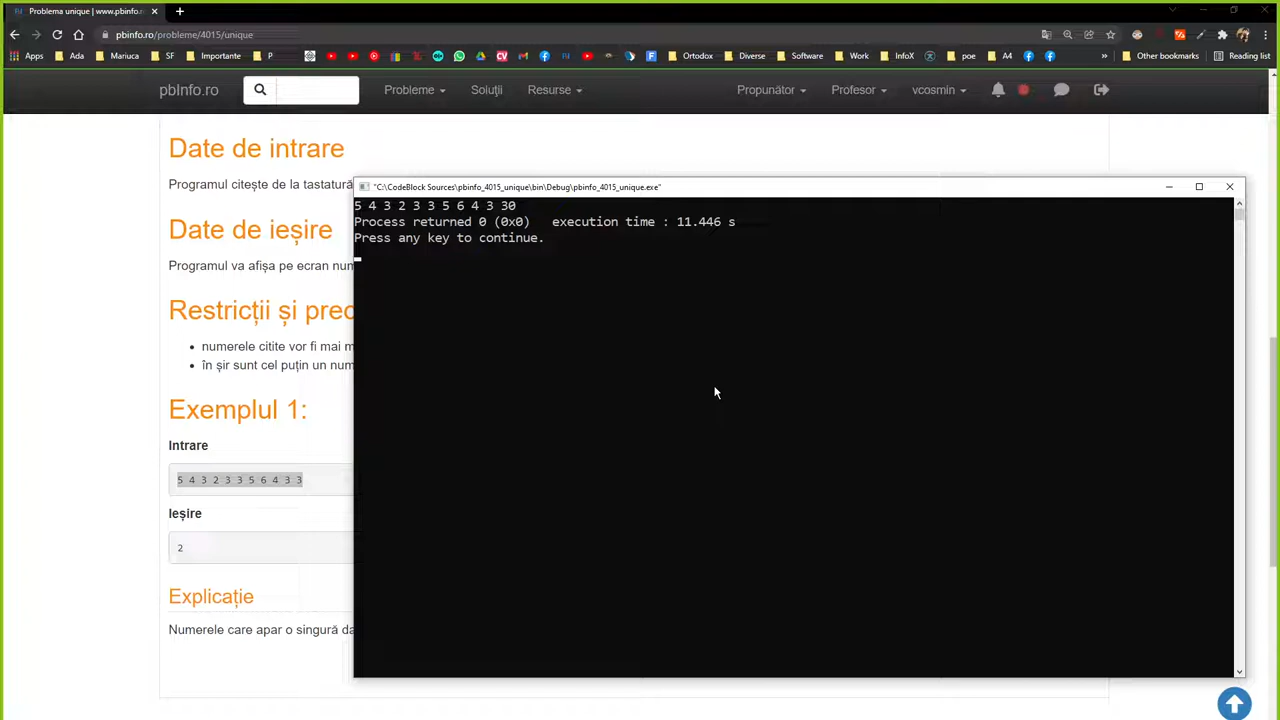 Problema unique | www.pbinfo.r
pbinfo.ro/probleme/4015/unique
Apps Ada Mariuca SF Importante P Ortodox Diverse Software Work InfoX poe A4 » Other bookmarks Reading list
pbInfo.ro Probleme Soluții Resurse Propunător Profesor vcosmin
Date de intrare
Programul citește de la tastatură
"C:\CodeBlock Sources\pbinfo_4015_unique\bin\Debug\pbinfo_4015_unique.exe"
5 4 3 2 3 3 5 6 4 3 30
Process returned 0 (0x0) execution time : 11.446 s
Press any key to continue.
Date de ieșire
Programul va afișa pe ecran num
Restricții și prec
numerele citite vor fi mai m
în șir sunt cel puțin un num
Exemplul 1:
Intrare
5 4 3 2 3 3 5 6 4 3 3
Ieșire
2
Explicație
Numerele care apar o singură da